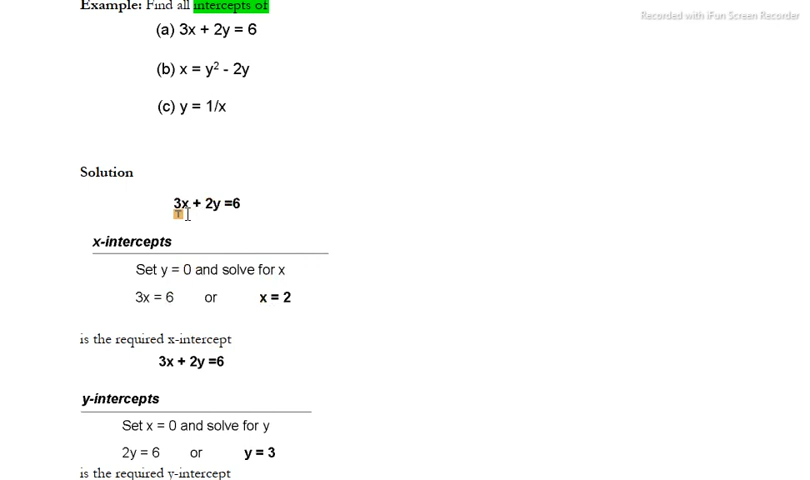 Example: Find all intercepts of
Recorded with iFun Screen Recorder
(a) 3x + 2y = 6
(b) x = y² - 2y
(c) y = 1/x
Solution
3x + 2y =6
x-intercepts
Set y = 0 and solve for x
3x = 6 or x = 2
is the required x-intercept
3x + 2y =6
y-intercepts
Set x = 0 and solve for y
2y = 6 or y = 3
is the required y-intercept